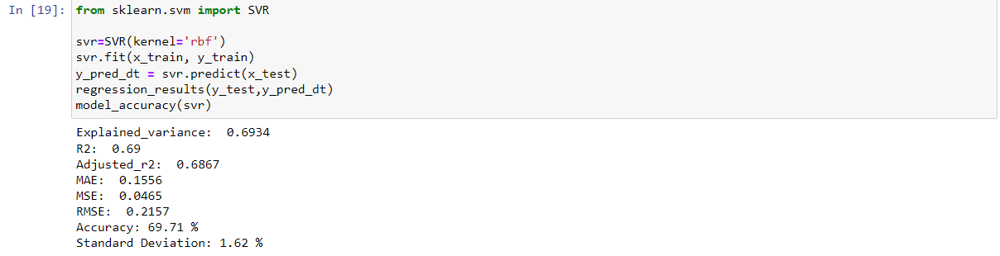 In [19]: from sklearn.svm import SVR
svr=SVR(kernel='rbf')
svr.fit(x_train, y_train)
y_pred_dt = svr.predict(x_test)
regression_results(y_test,y_pred_dt)
model_accuracy(svr)
Explained_variance:  0.6934
R2:  0.69
Adjusted_r2:  0.6867
MAE:  0.1556
MSE:  0.0465
RMSE:  0.2157
Accuracy: 69.71 %
Standard Deviation: 1.62 %